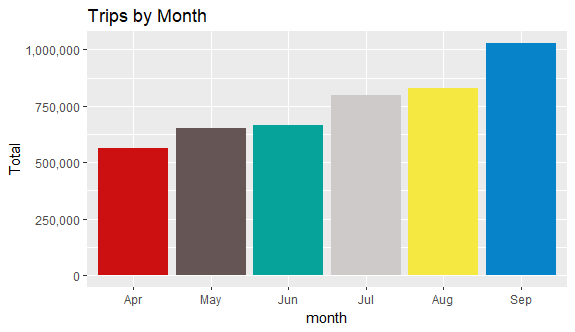 Trips by Month
1,000,000
750,000
500,000
250,000
0
Total
Apr May Jun Jul Aug Sep
month